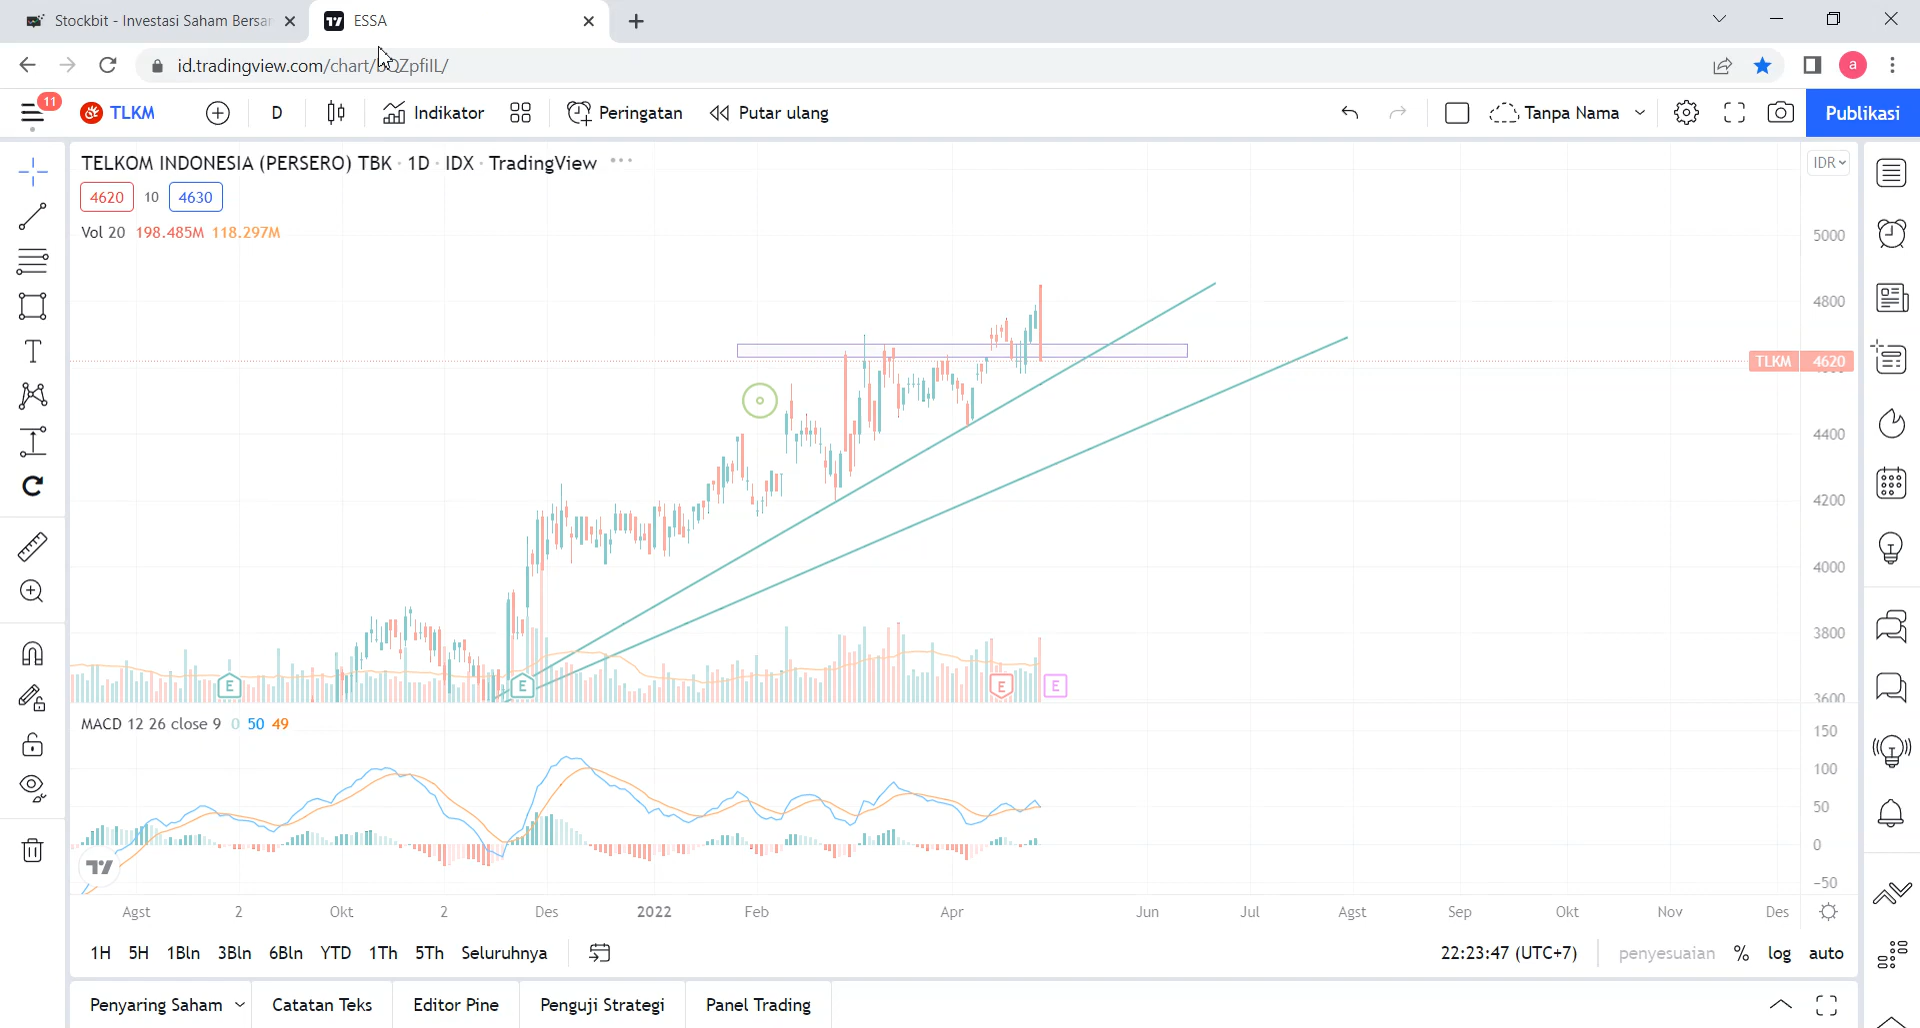 Stockbit - Investasi Saham Bersa
ESSA
id.tradingview.com/chart/
11
TLKM
D
Indikator
Peringatan
Putar ulang
Tanpa Nama
Publikasi
TELKOM INDONESIA (PERSERO) TBK · 1D · IDX · TradingView
IDR
4620 10 4630
Vol 20 198.485M 118.297M
5000
4800
TLKM 4620
4400
4200
4000
3800
3600
E E E E
MACD 12 26 close 9 0 50 49
150
100
50
0
-50
Agst 2 Okt 2 Des 2022 Feb Apr Jun Jul Agst Sep Okt Nov Des
1H 5H 1Bln 3Bln 6Bln YTD 1Th 5Th Seluruhnya
22:23:47 (UTC+7) penyesuaian % log auto
Penyaring Saham Catatan Teks Editor Pine Penguji Strategi Panel Trading
a